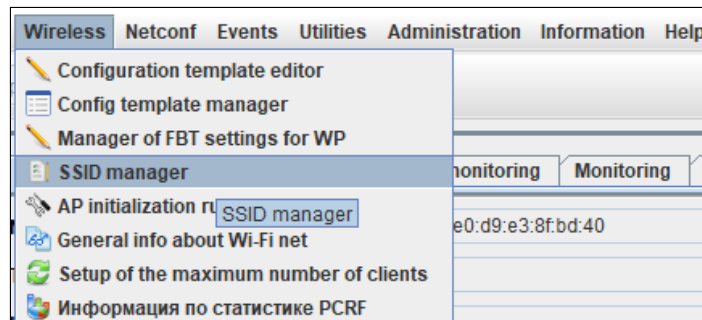 Wireless Netconf Events Utilities Administration Information Help
Configuration template editor
Config template manager
Manager of FBT settings for WP
SSID manager
Monitoring
AP initialization
SSID manager
e0:d9:e3:8f:bd:40
General info about Wi-Fi net
Setup of the maximum number of clients
Информация по статистике PCRF